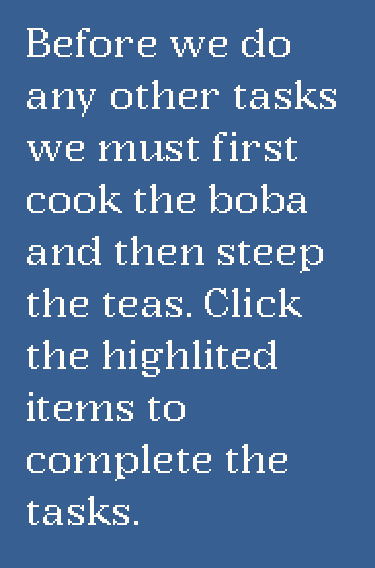 Before we do
any other tasks
we must first
cook the boba
and then steep
the teas. Click
the highlited
items to
complete the
tasks.